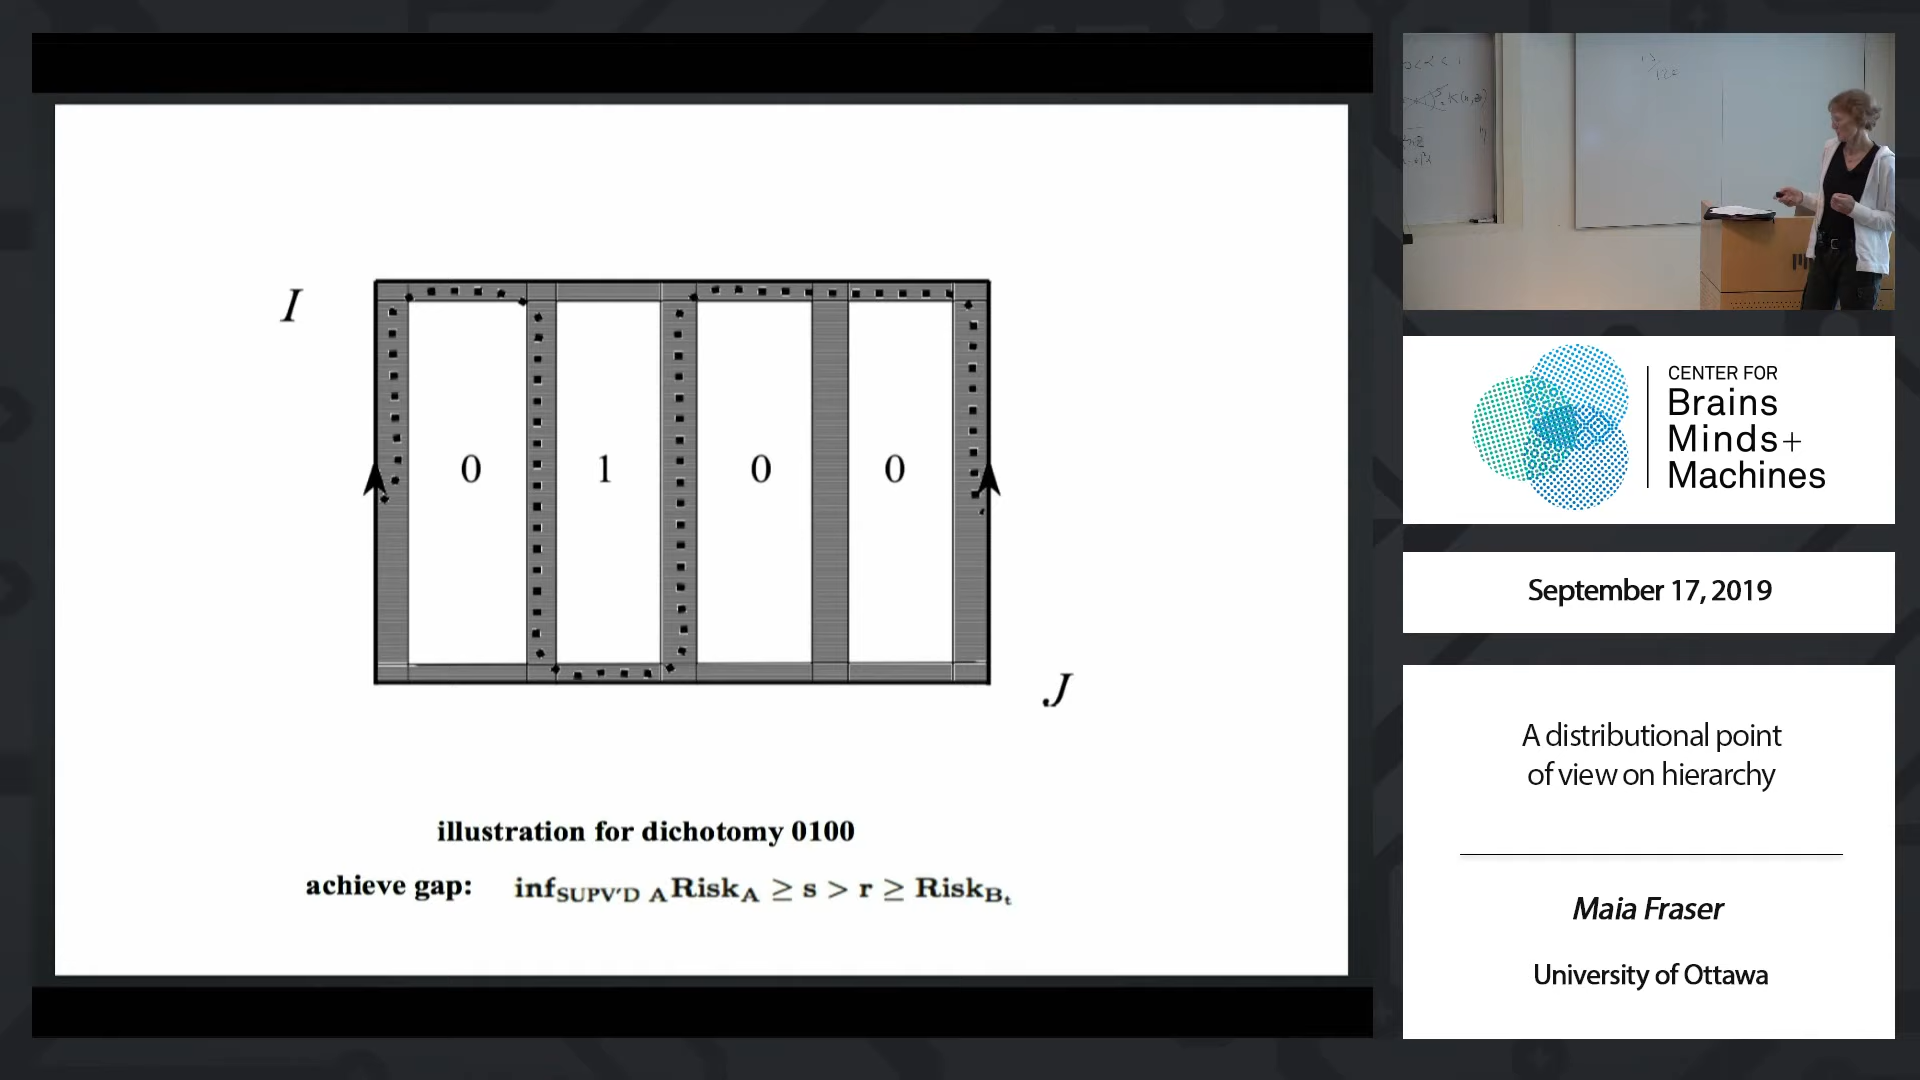 I
0 1 0 0
J
illustration for dichotomy 0100
achieve gap: inf_SUPV'D A Risk_A ≥ s > r ≥ Risk_B_t
CENTER FOR
Brains
Minds+
Machines
September 17, 2019
A distributional point
of view on hierarchy
Maia Fraser
University of Ottawa